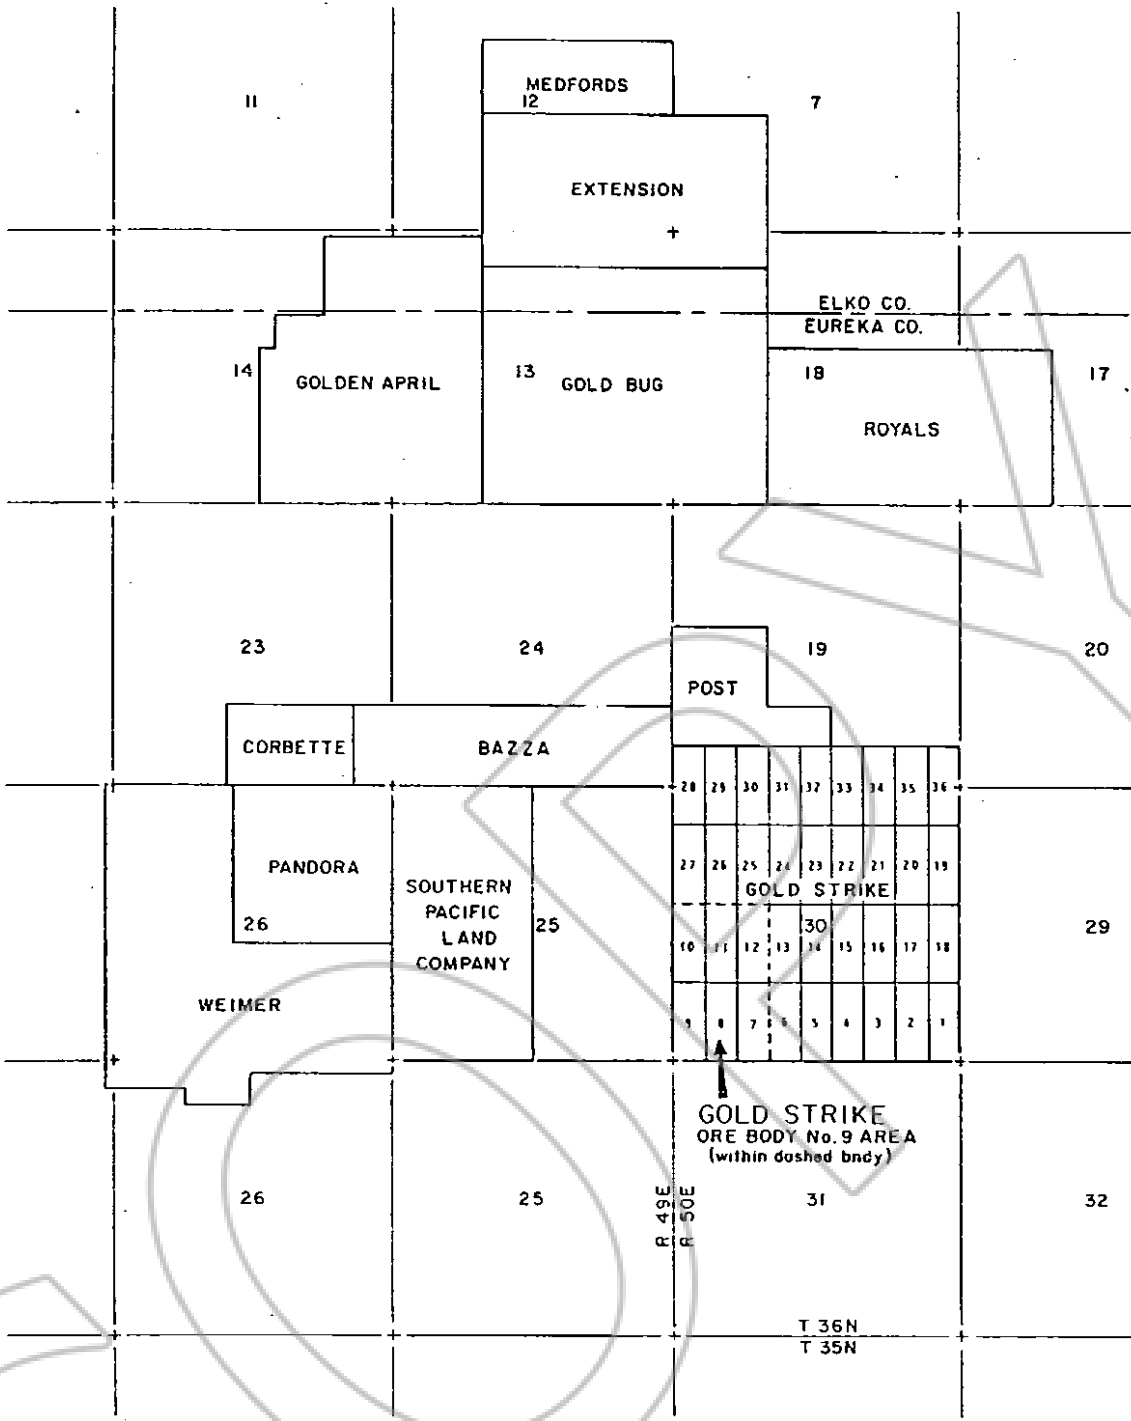 MEDFORDS
11
12
7
EXTENSION
ELKO CO.
EUREKA CO.
14
GOLDEN APRIL
13
GOLD BUG
18
17
ROYALS
23
24
19
20
POST
CORBETTE
BAZZA
28 29 30 31 32 33 34 35 36
PANDORA
27 26 25 24 23 22 21 20 19
SOUTHERN
PACIFIC
LAND
COMPANY
GOLD STRIKE
26
25
30
29
10 11 12 13 14 15 16 17 18
WEIMER
9 8 7 6 5 4 3 2 1
GOLD STRIKE
ORE BODY No. 9 AREA
(within dashed bndy)
26
25
R 49E
R 50E
31
32
T 36N
T 35N
COPY